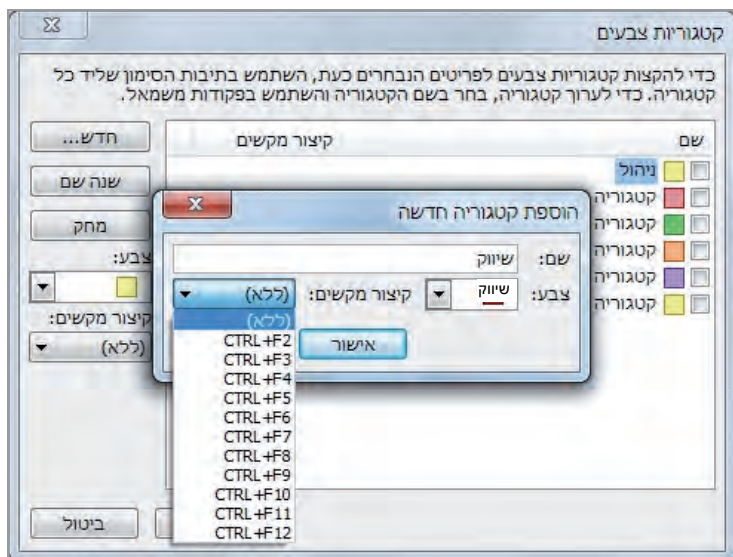 קטגוריות צבעים
כדי להקצות קטגוריות צבעים לפריטים הנבחרים כעת, השתמש בתיבות הסימון שליד כל
קטגוריה. כדי לערוך קטגוריה, בחר בשם הקטגוריה והשתמש בפקודות משמאל.
שם קיצור מקשים
ניהול
קטגוריה
קטגוריה
קטגוריה
קטגוריה
קטגוריה
חדש...
שנה שם
מחק
צבע:
קיצור מקשים:
(ללא)
הוספת קטגוריה חדשה
שם: שיווק
צבע: שיווק קיצור מקשים: (ללא)
(ללא)
CTRL+F2
CTRL+F3
CTRL+F4
CTRL+F5
CTRL+F6
CTRL+F7
CTRL+F8
CTRL+F9
CTRL+F10
CTRL+F11
CTRL+F12
אישור
ביטול